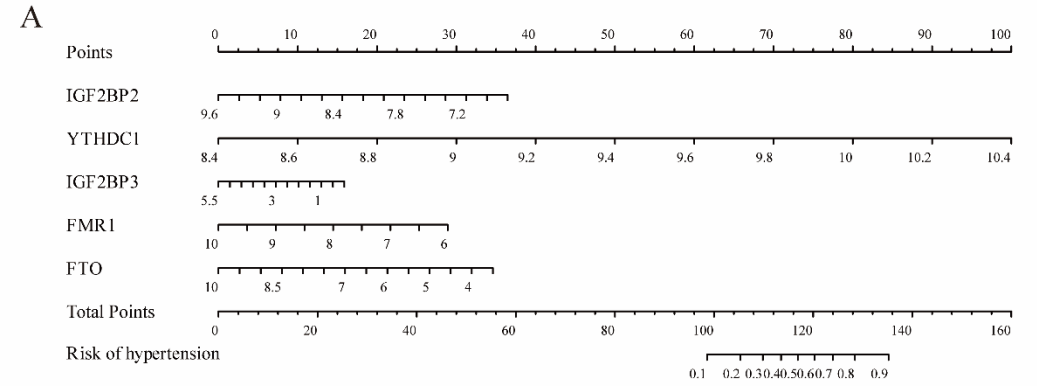 A
0 10 20 30 40 50 60 70 80 90 100
Points
IGF2BP2
9.6 9 8.4 7.8 7.2
YTHDC1
8.4 8.6 8.8 9 9.2 9.4 9.6 9.8 10 10.2 10.4
IGF2BP3
5.5 3 1
FMR1
10 9 8 7 6
FTO
10 8.5 7 6 5 4
Total Points
0 20 40 60 80 100 120 140 160
Risk of hypertension
0.1 0.2 0.3 0.4 0.5 0.6 0.7 0.8 0.9